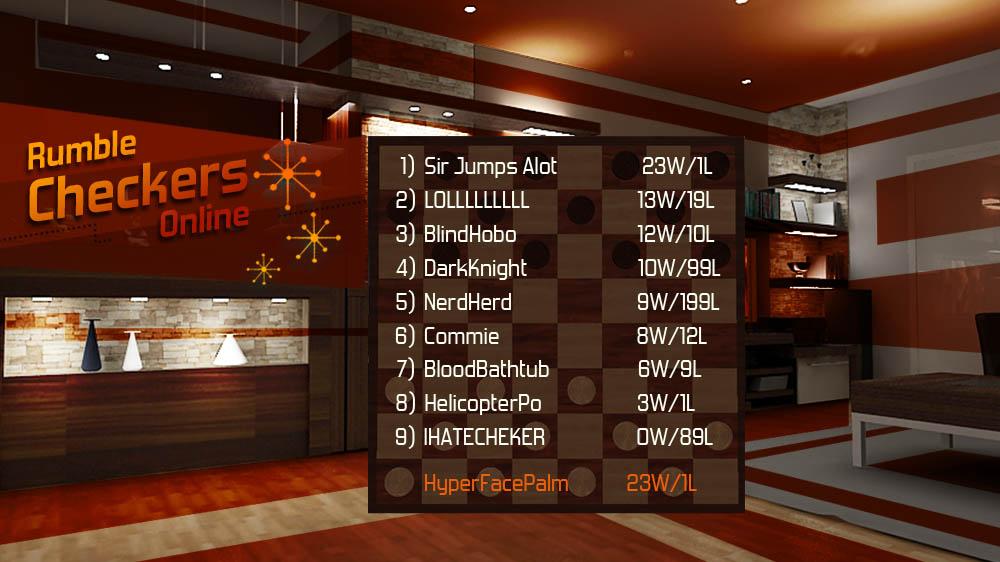 Rumble
Checkers
Online
1) Sir Jumps Alot 23W/1L
2) LOLLLLLLLLL 13W/19L
3) BlindHobo 12W/10L
4) DarkKnight 10W/99L
5) NerdHerd 9W/199L
6) Commie 8W/12L
7) BloodBathtub 6W/9L
8) HelicopterPo 3W/1L
9) IHATECHEKER 0W/89L
HyperFacePalm 23W/1L